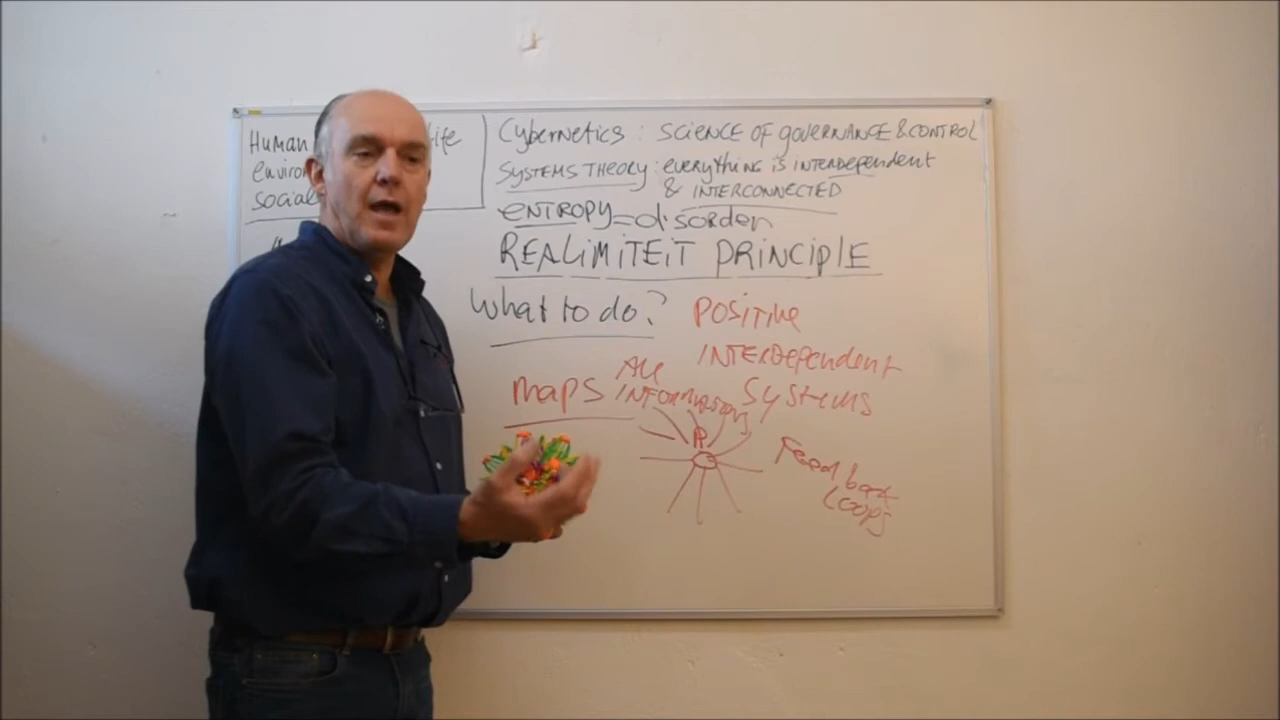 Human life
environ
social
Cybernetics : SCIENCE OF GOVERNANCE & CONTROL
SYSTEMS THEORY : EVERYTHING IS INTERDEPENDENT
& INTERCONNECTED
ENTROPY = disorder
REALIMITEIT PRINCIPLE
What to do?
POSITIVE
INTERDEPENDENT
SYSTEMS
MAPS
ALL
INFORMATION
Feed back
Loops